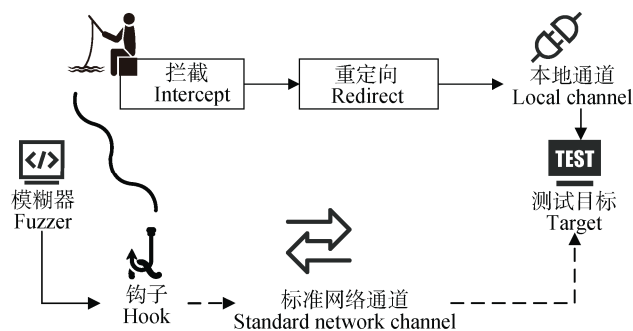 拦截
Intercept
重定向
Redirect
本地通道
Local channel
</>
模糊器
Fuzzer
TEST
测试目标
Target
钩子
Hook
标准网络通道
Standard network channel